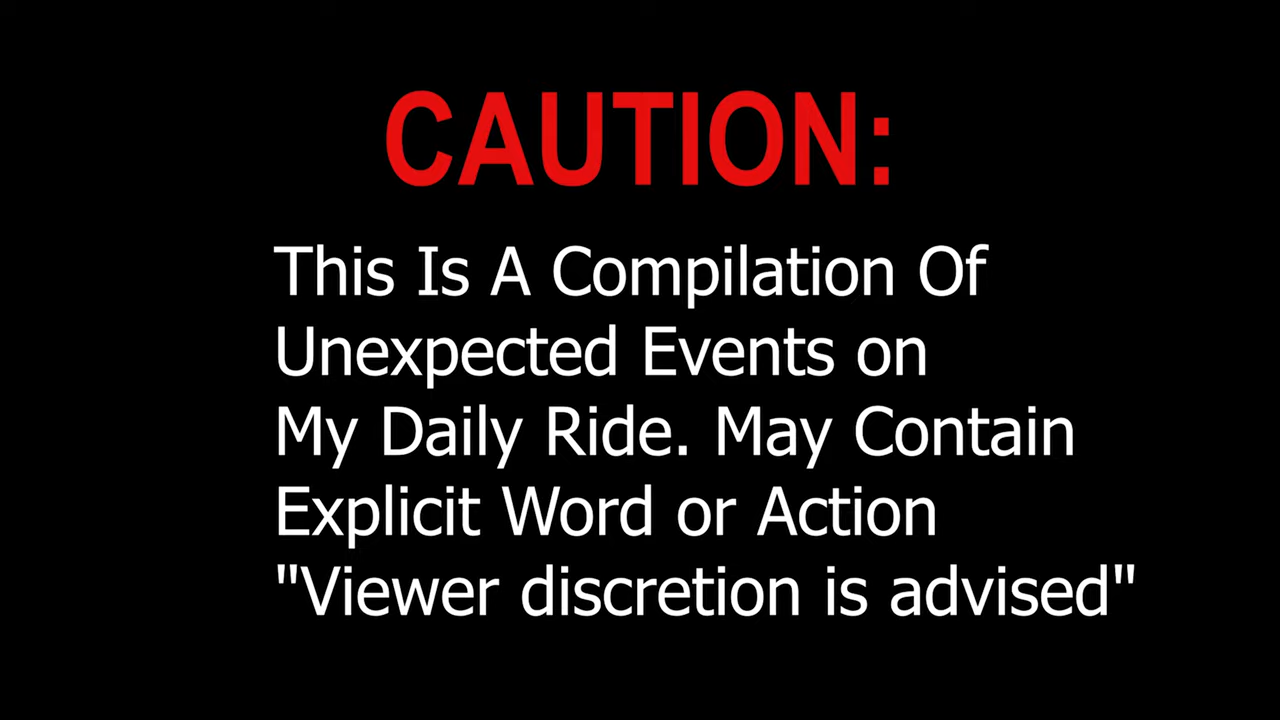 CAUTION:
This Is A Compilation Of
Unexpected Events on
My Daily Ride. May Contain
Explicit Word or Action
"Viewer discretion is advised"